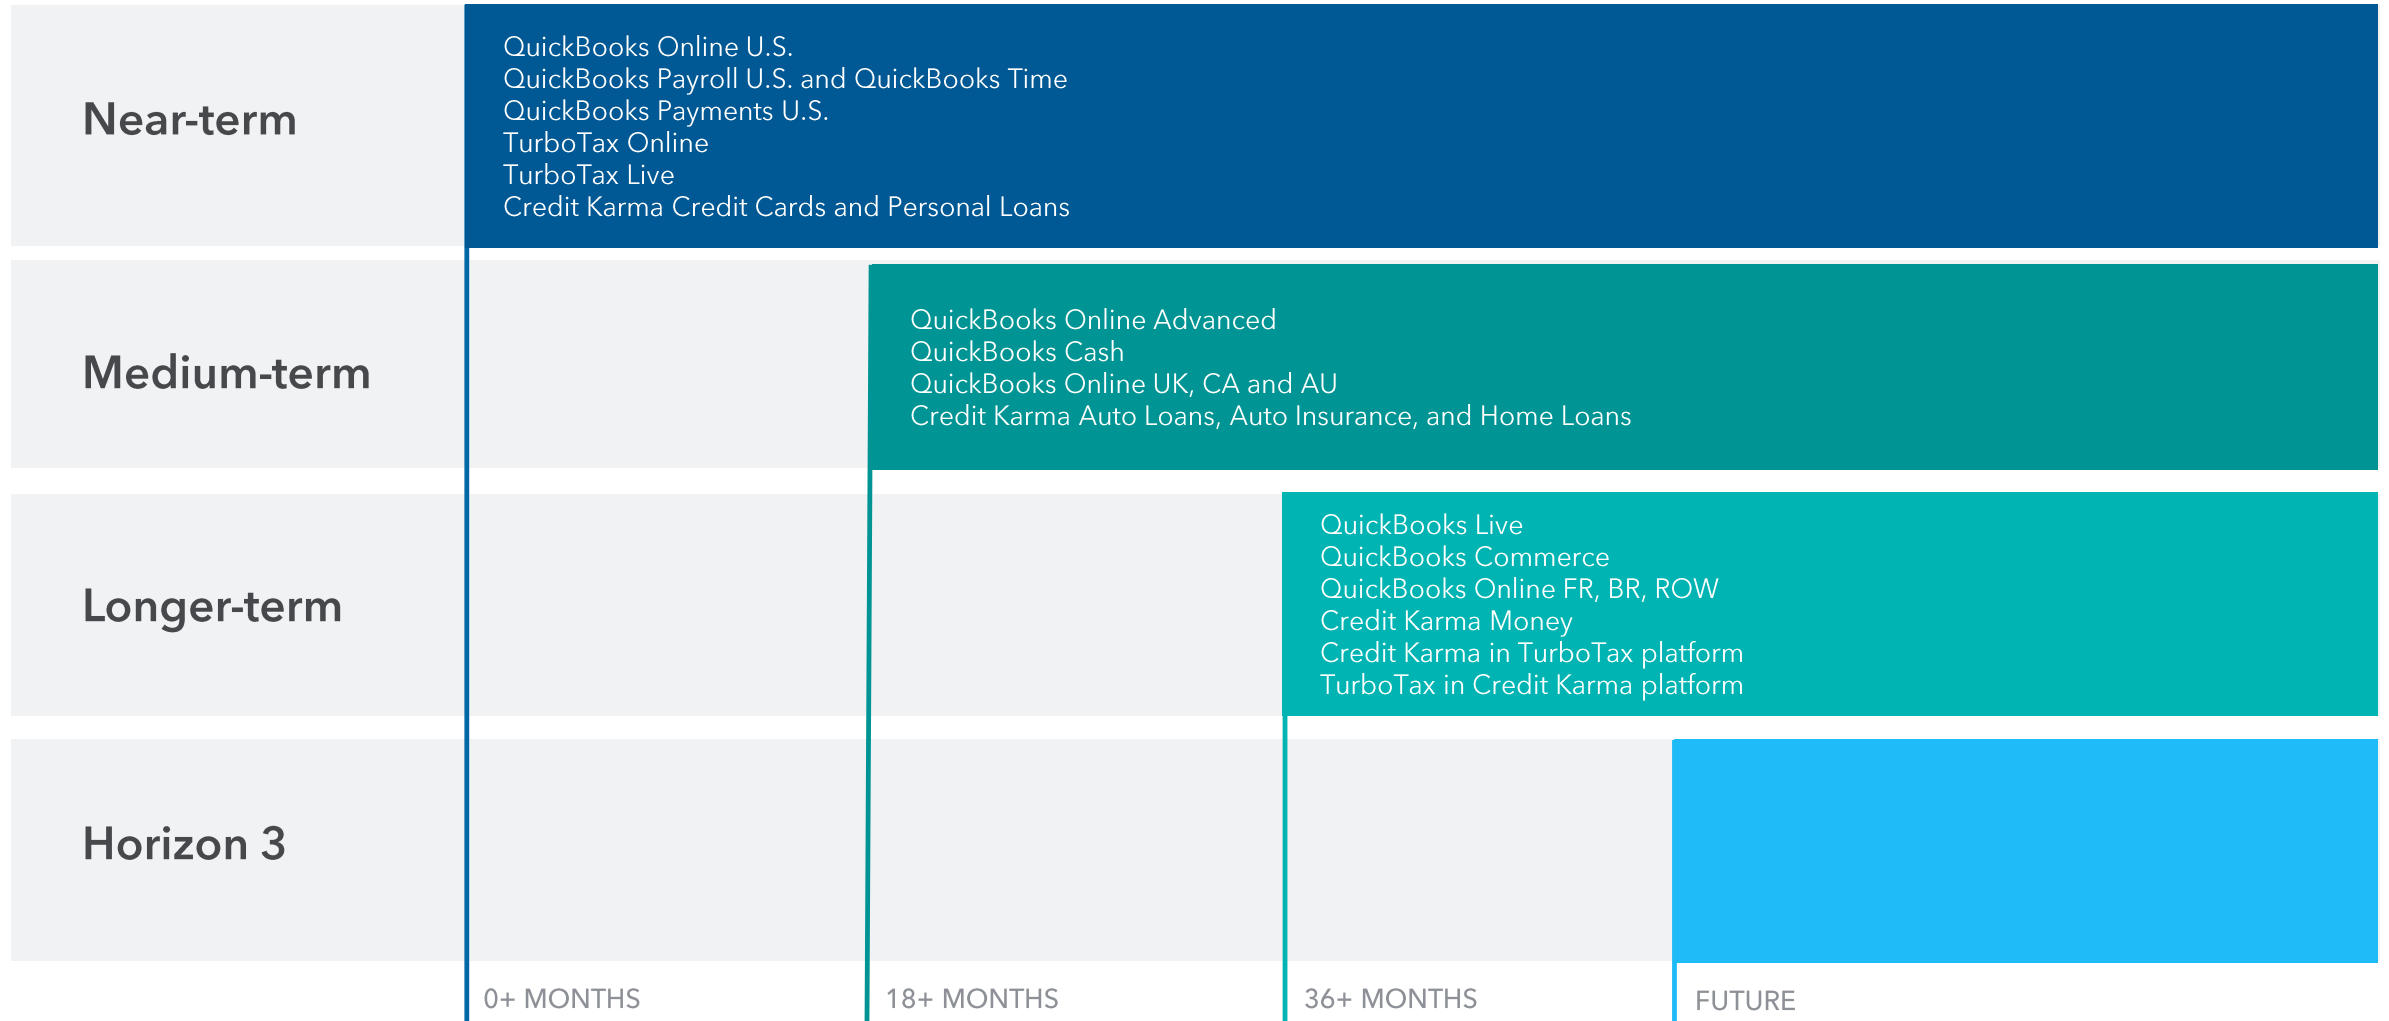 Near-term
QuickBooks Online U.S.
QuickBooks Payroll U.S. and QuickBooks Time
QuickBooks Payments U.S.
TurboTax Online
TurboTax Live
Credit Karma Credit Cards and Personal Loans
Medium-term
QuickBooks Online Advanced
QuickBooks Cash
QuickBooks Online UK, CA and AU
Credit Karma Auto Loans, Auto Insurance, and Home Loans
Longer-term
QuickBooks Live
QuickBooks Commerce
QuickBooks Online FR, BR, ROW
Credit Karma Money
Credit Karma in TurboTax platform
TurboTax in Credit Karma platform
Horizon 3
0+ MONTHS
18+ MONTHS
36+ MONTHS
FUTURE